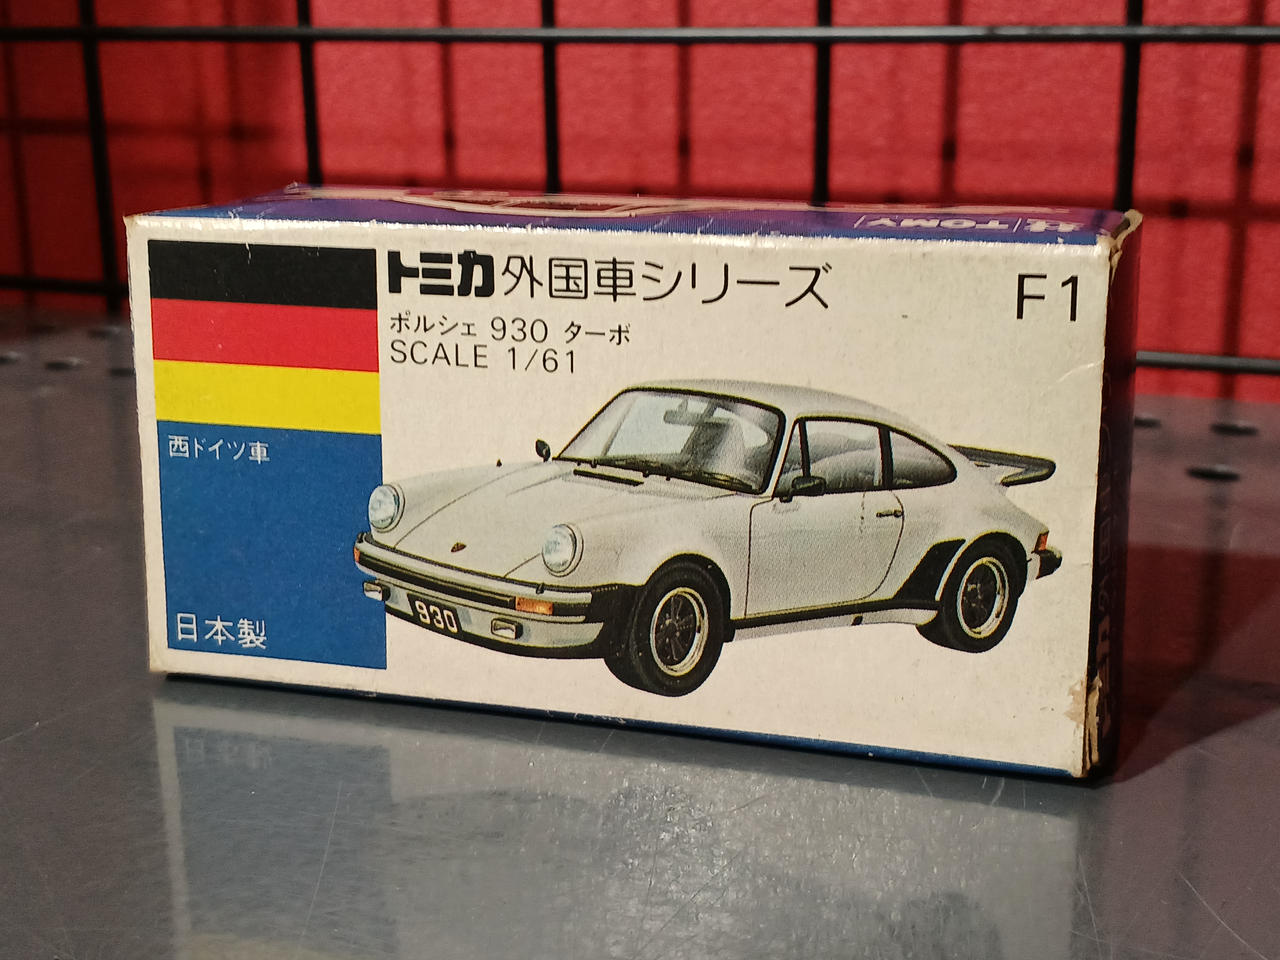 トミカ外国車シリーズ F1
ポルシェ 930 ターボ
SCALE 1/61
西ドイツ車
日本製
930
TOMY